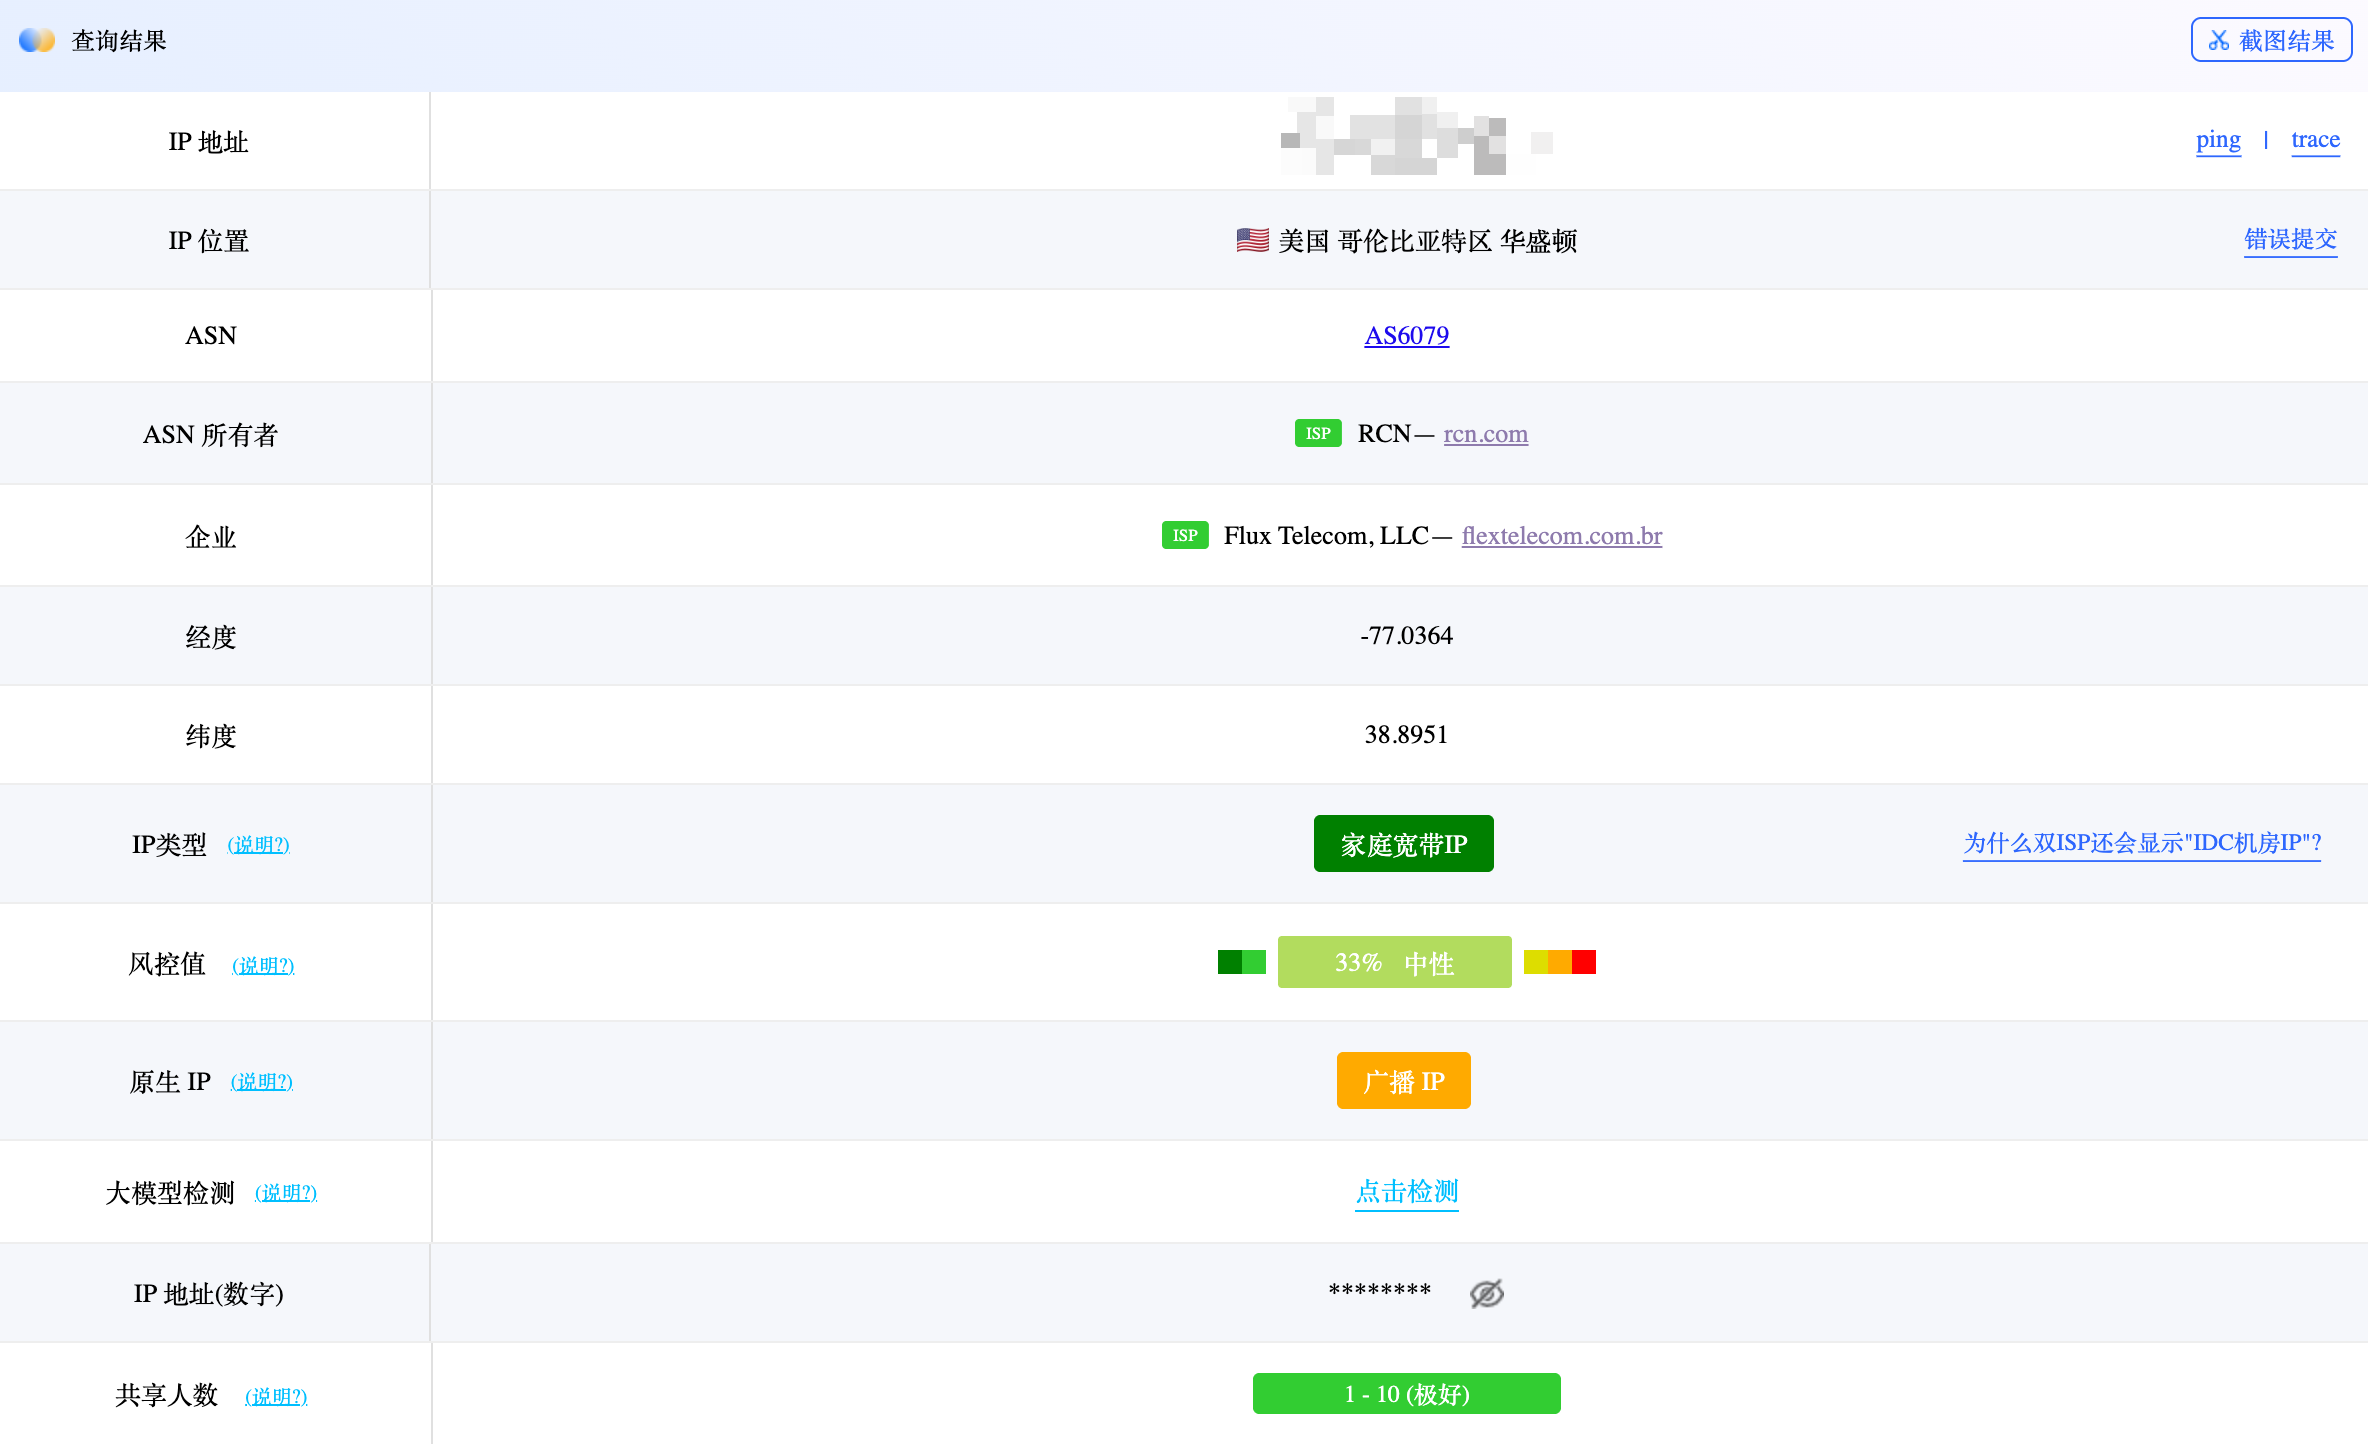 查询结果
截图结果
IP 地址
ping | trace
IP 位置
美国 哥伦比亚特区 华盛顿
错误提交
ASN
AS6079
ASN 所有者
ISP RCN— rcn.com
企业
ISP Flux Telecom, LLC— flextelecom.com.br
经度
-77.0364
纬度
38.8951
IP类型 (说明?)
家庭宽带IP
为什么双ISP还会显示"IDC机房IP"?
风控值 (说明?)
33% 中性
原生 IP (说明?)
广播 IP
大模型检测 (说明?)
点击检测
IP 地址(数字)
********
共享人数 (说明?)
1 - 10 (极好)